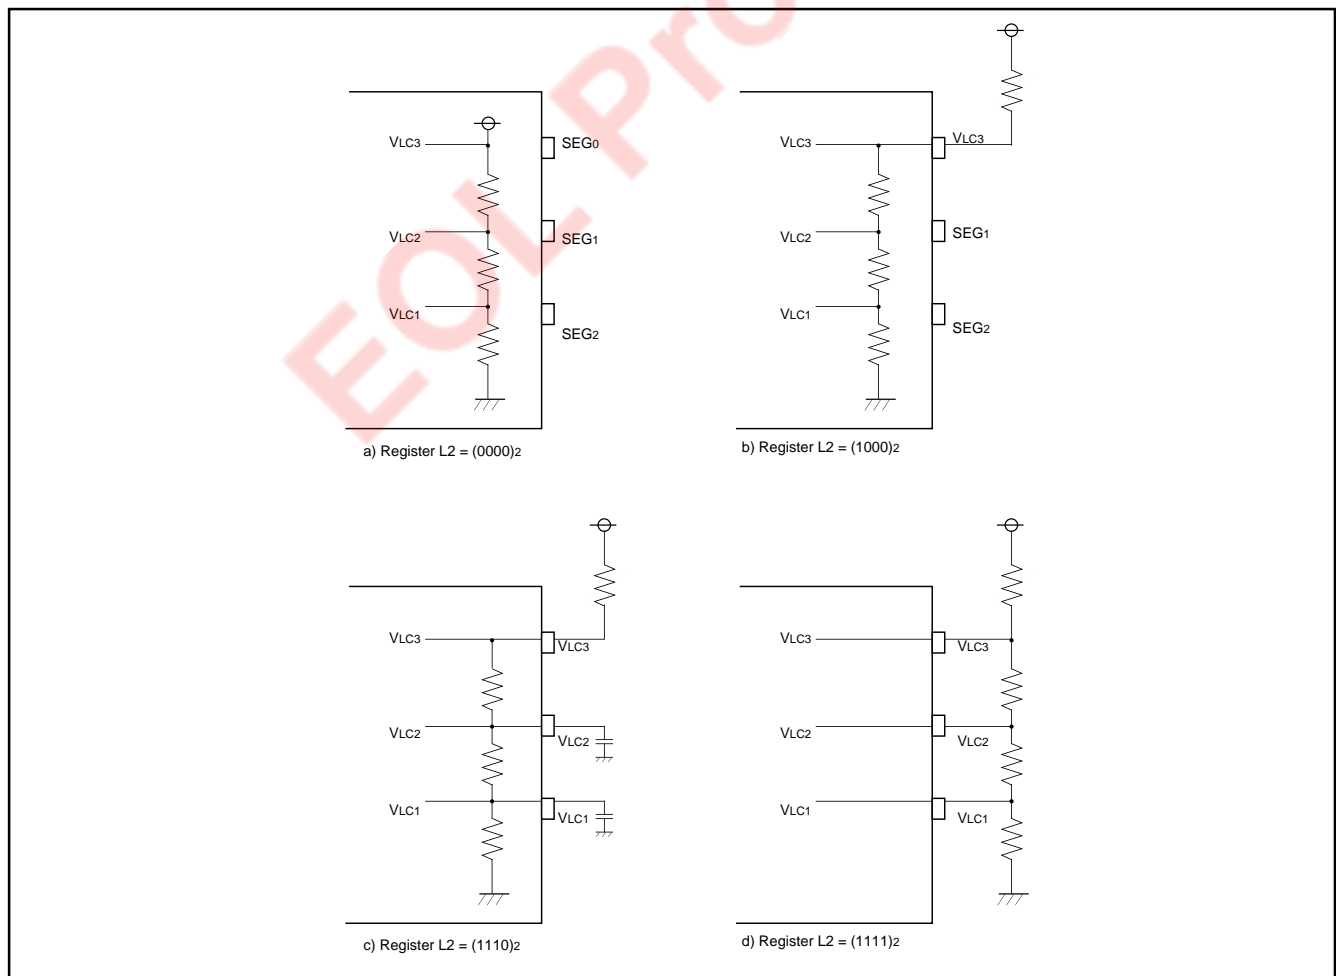 EOL Pro
VLC3
SEG0
VLC2
SEG1
VLC1
SEG2
a) Register L2 = (0000)2
VLC3
VLC3
VLC2
SEG1
VLC1
SEG2
b) Register L2 = (1000)2
VLC3
VLC3
VLC2
VLC2
VLC1
VLC1
c) Register L2 = (1110)2
VLC3
VLC3
VLC2
VLC2
VLC1
VLC1
d) Register L2 = (1111)2